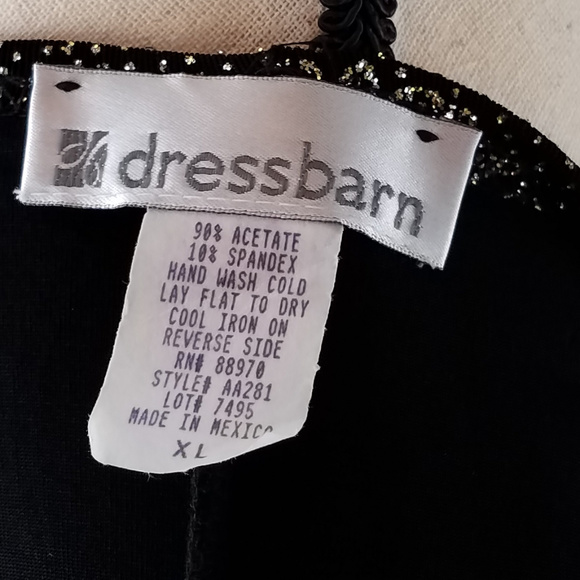 dressbarn
90% ACETATE
10% SPANDEX
HAND WASH COLD
LAY FLAT TO DRY
COOL IRON ON
REVERSE SIDE
RN# 88970
STYLE# AA281
LOT# 7495
MADE IN MEXICO
XL